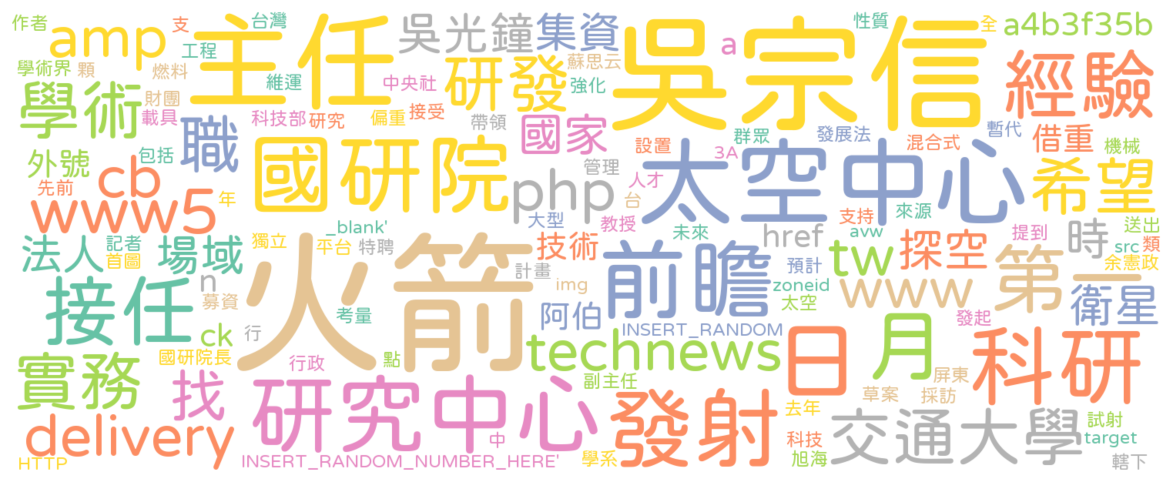 作者 支 台灣 性質 全 a4b3f35b
amp 主任 吳光鐘 集資 a 吳宗信
工程
學術界 顆 燃料 維運 中央社 研發 蘇思云 強化 經驗
學術 財團 載具 職 科技部 研究 偏重 接受 帶領 國家 設置 群眾 發展法 混合式 暫代 借重 機械
外號 包括 國研院 管理 3A 人才 太空中心 希望
先前 cb php 台
www5 年 _blank' 大型 教授 未來 支持 avw 來源 提到 送出
法人 記者 首圖 場域 獨立 平台 特聘 技術 前瞻 href tw 探空 第一 時 src 類
n 計畫 img 預計 zoneid www 余憲政
接任 募資 火箭 考量 阿伯 太空 衛星
ck 行 INSERT_RANDOM 發起
國研院長 行政 點 technews 日 月 科研
實務 找 研究中心 副主任 發射 屏東
草案 採訪
delivery 中 去年 交通大學 試射
科技 target
HTTP INSERT_RANDOM_NUMBER_HERE' 學系 旭海 轄下